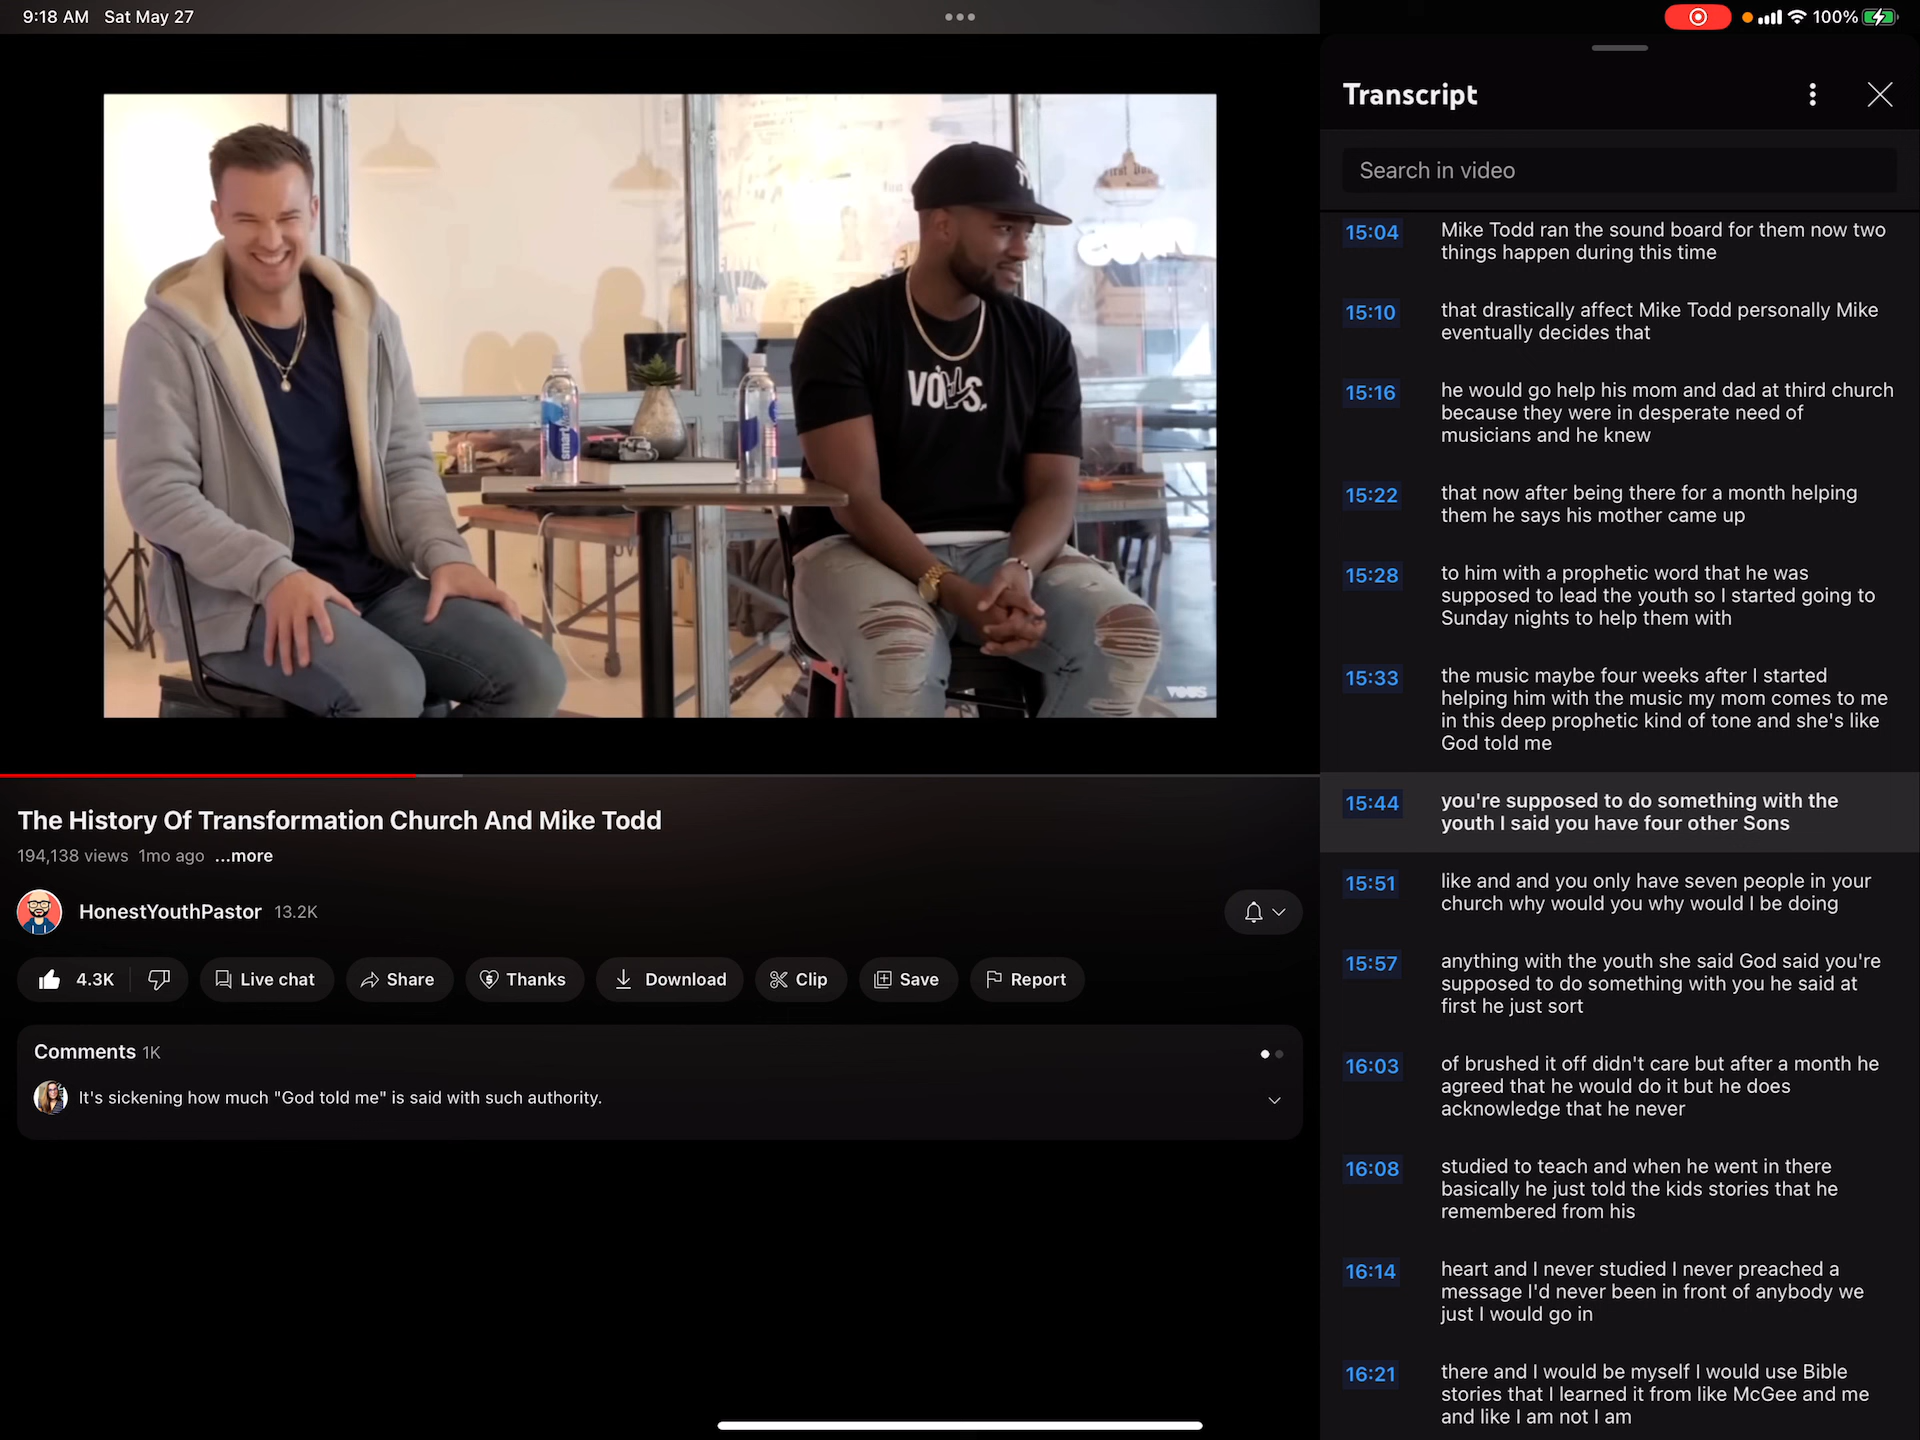 9:18 AM Sat May 27
100%
VOUS.
smart
VOUS
The History Of Transformation Church And Mike Todd
194,138 views 1mo ago ...more
HonestYouthPastor 13.2K
4.3K
Live chat
Share
Thanks
Download
Clip
Save
Report
Comments 1K
It's sickening how much "God told me" is said with such authority.
Transcript
Search in video
15:04
Mike Todd ran the sound board for them now two
things happen during this time
15:10
that drastically affect Mike Todd personally Mike
eventually decides that
15:16
he would go help his mom and dad at third church
because they were in desperate need of
musicians and he knew
15:22
that now after being there for a month helping
them he says his mother came up
15:28
to him with a prophetic word that he was
supposed to lead the youth so I started going to
Sunday nights to help them with
15:33
the music maybe four weeks after I started
helping him with the music my mom comes to me
in this deep prophetic kind of tone and she's like
God told me
15:44
you're supposed to do something with the
youth I said you have four other Sons
15:51
like and and you only have seven people in your
church why would you why would I be doing
15:57
anything with the youth she said God said you're
supposed to do something with you he said at
first he just sort
16:03
of brushed it off didn't care but after a month he
agreed that he would do it but he does
acknowledge that he never
16:08
studied to teach and when he went in there
basically he just told the kids stories that he
remembered from his
16:14
heart and I never studied I never preached a
message I'd never been in front of anybody we
just I would go in
16:21
there and I would be myself I would use Bible
stories that I learned it from like McGee and me
and like I am not I am